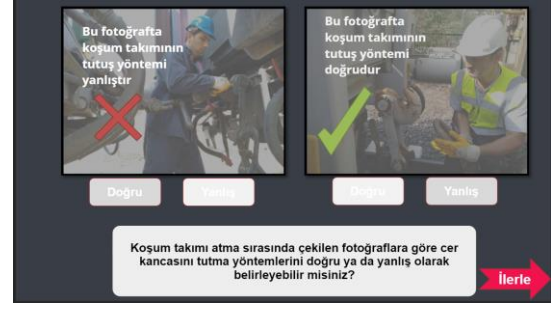 Bu fotoğrafta
koşum takımının
tutuş yöntemi
yanlıştır
Bu fotoğrafta
koşum takımının
tutuş yöntemi
doğrudur
Doğru
Yanlış
Doğru
Yanlış
Koşum takımı atma sırasında çekilen fotoğraflara göre cer
kancasını tutma yöntemlerini doğru ya da yanlış olarak
belirleyebilir misiniz?
İlerle